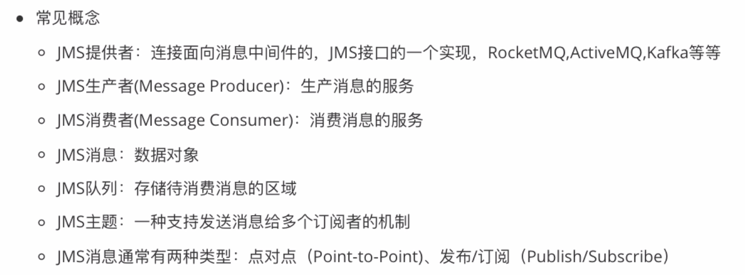 常见概念
JMS提供者：连接面向消息中间件的，JMS接口的一个实现，RocketMQ,ActiveMQ,Kafka等等
JMS生产者(Message Producer)：生产消息的服务
JMS消费者(Message Consumer)：消费消息的服务
JMS消息：数据对象
JMS队列：存储待消费消息的区域
JMS主题：一种支持发送消息给多个订阅者的机制
JMS消息通常有两种类型：点对点（Point-to-Point)、发布/订阅（Publish/Subscribe）